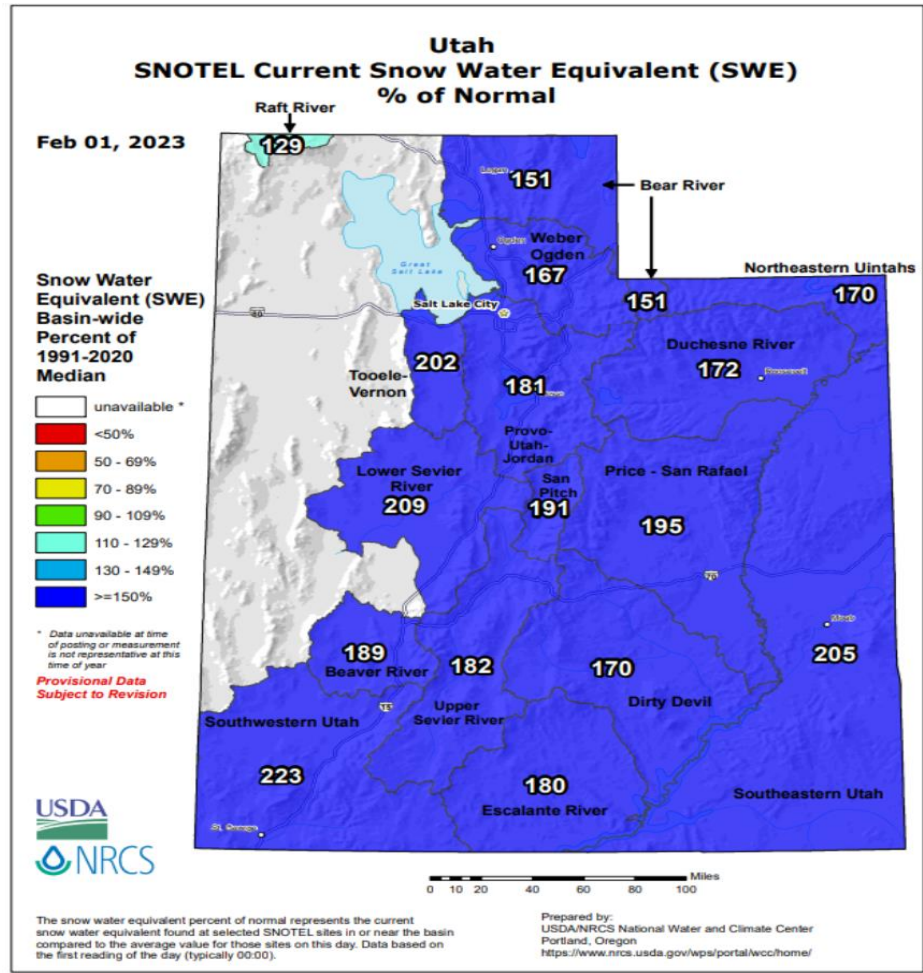 Utah
SNOTEL Current Snow Water Equivalent (SWE)
% of Normal
Raft River
Feb 01, 2023
129
Logan
151
Bear River
Ogden
Weber
Ogden
167
Great
Salt Lake
Northeastern Uintahs
170
151
Salt Lake City
80
Duchesne River
172
Roosevelt
202
Tooele-
Vernon
181
Provo-
Utah-
Jordan
Lower Sevier
River
209
San
Pitch
191
Price - San Rafael
195
70
Moab
205
189
Beaver River
182
Upper
Sevier River
170
Dirty Devil
15
Southwestern Utah
223
180
Escalante River
Southeastern Utah
St. George
Snow Water
Equivalent (SWE)
Basin-wide
Percent of
1991-2020
Median
unavailable *
<50%
50 - 69%
70 - 89%
90 - 109%
110 - 129%
130 - 149%
>=150%
* Data unavailable at time
of posting or measurement
is not representative at this
time of year
Provisional Data
Subject to Revision
USDA
NRCS
Miles
0 10 20 40 60 80 100
The snow water equivalent percent of normal represents the current
snow water equivalent found at selected SNOTEL sites in or near the basin
compared to the average value for those sites on this day. Data based on
the first reading of the day (typically 00:00).
Prepared by:
USDA/NRCS National Water and Climate Center
Portland, Oregon
https://www.nrcs.usda.gov/wps/portal/wcc/home/